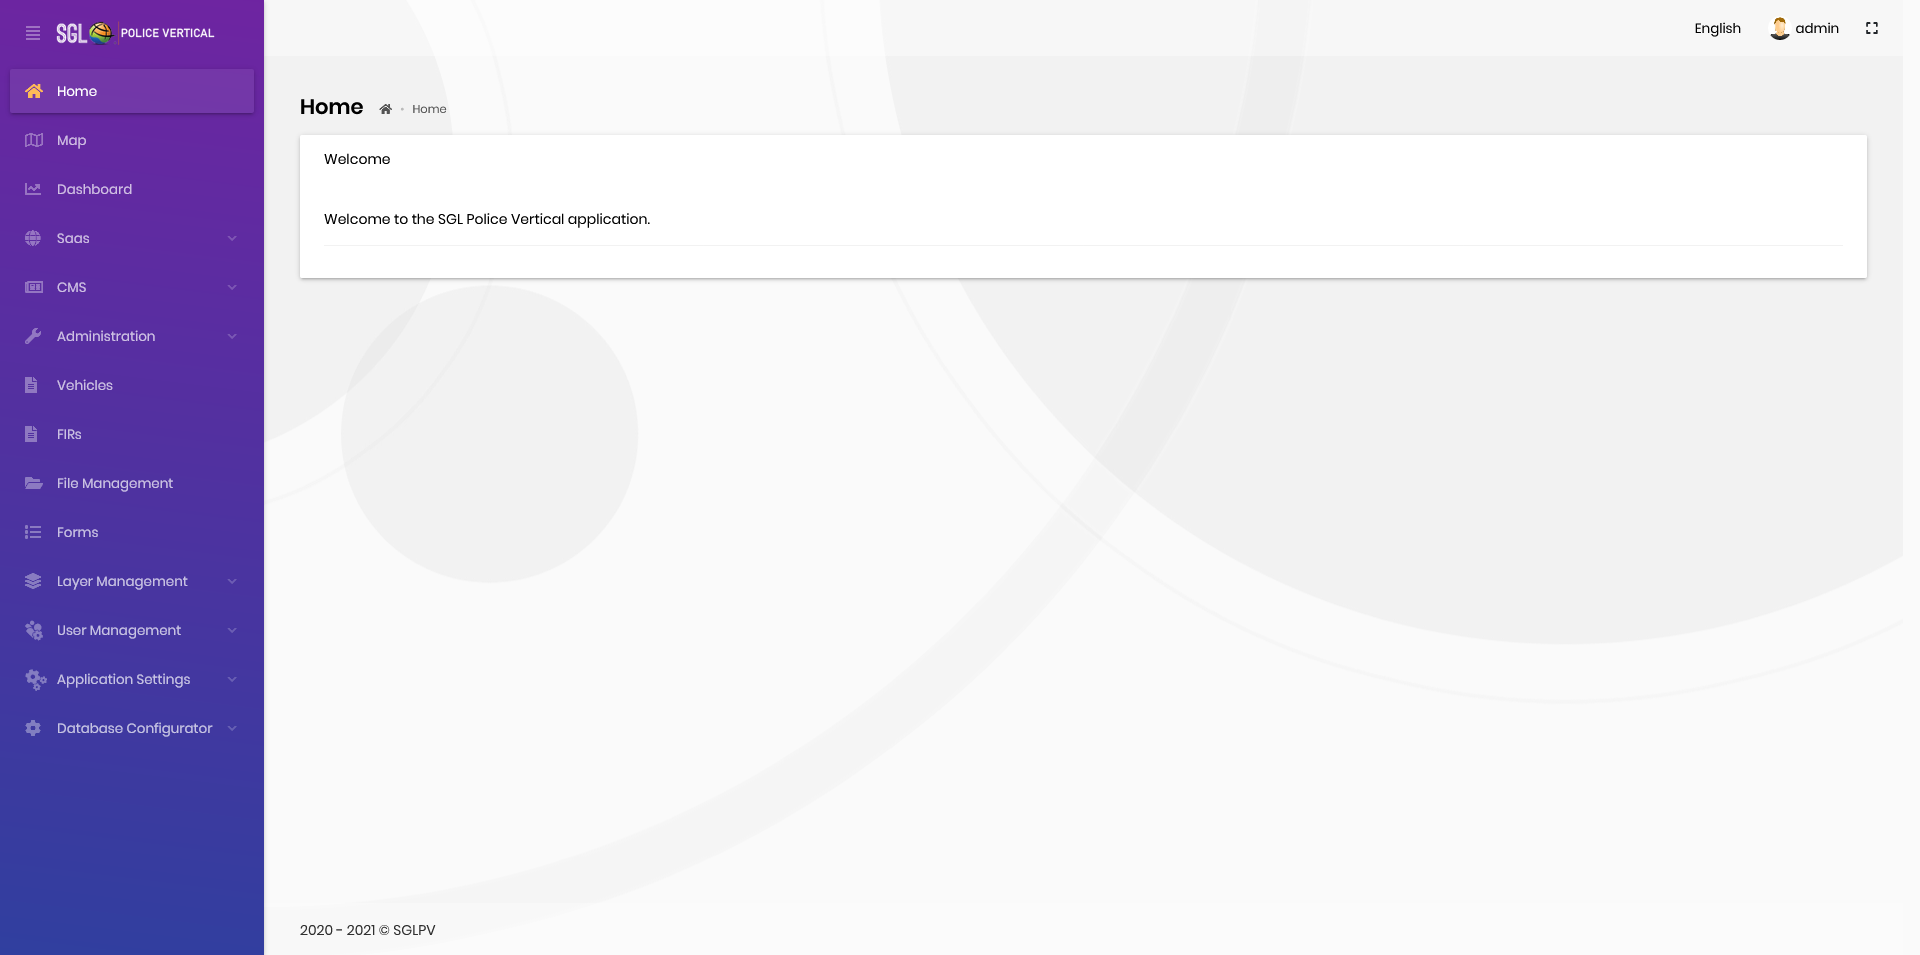 SGL POLICE VERTICAL
Home
Map
Dashboard
Saas
CMS
Administration
Vehicles
FIRs
File Management
Forms
Layer Management
User Management
Application Settings
Database Configurator
English
admin
Home
Home
Welcome
Welcome to the SGL Police Vertical application.
2020 - 2021 © SGLPV